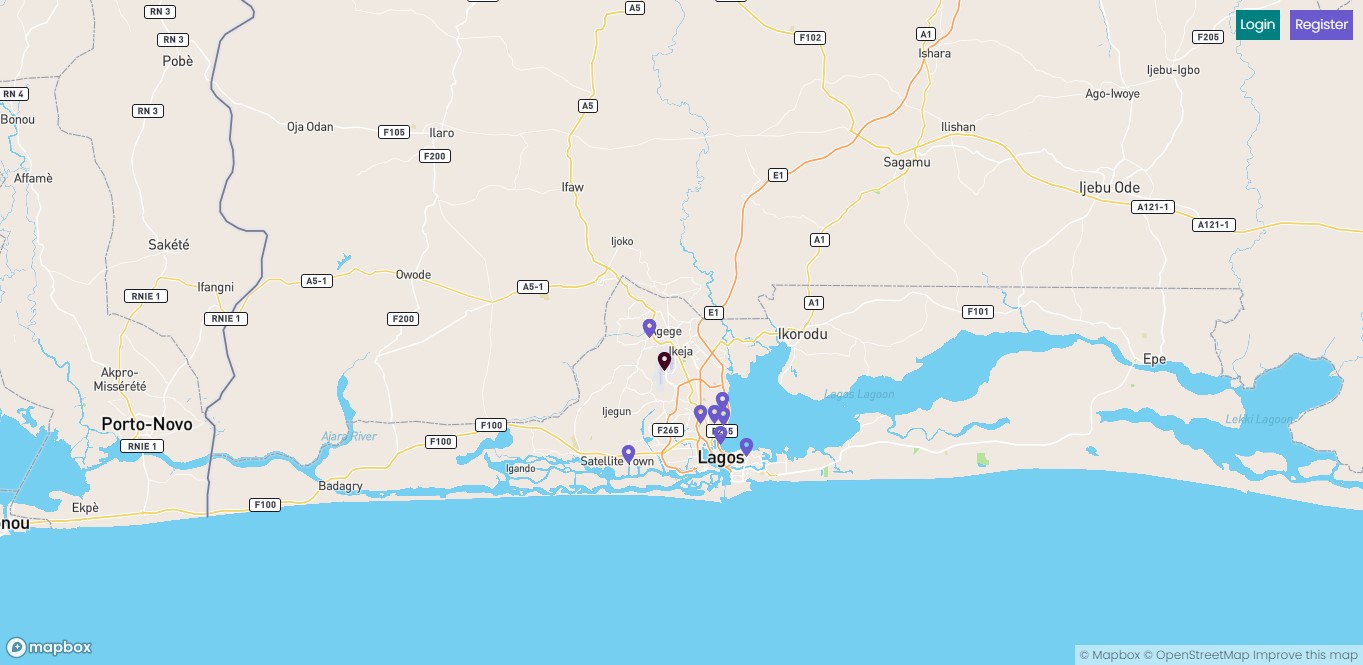 RN 3
A5
F102
A1
Login
Register
RN 3
F205
Pobè
Ishara
Ijebu-Igbo
RN 4
A5
Ago-Iwoye
RN 3
Bonou
Oja Odan
F105
Ilaro
Ilishan
F200
Sagamu
Affamè
E1
Ifaw
Ijebu Ode
A121-1
A121-1
Sakété
Ijoko
A1
Owode
Ifangni
A5-1
A5-1
RNIE 1
A1
F101
RNIE 1
F200
E1
Agege
Ikorodu
Ikeja
Epe
Akpro-
Missérété
Lagos Lagoon
Ijegun
Lekki Lagoon
Porto-Novo
F100
F265
Ajara River
F100
RNIE 1
Lagos
Satellite Town
Igando
Badagry
F100
Ekpè
onou
mapbox
© Mapbox © OpenStreetMap Improve this map